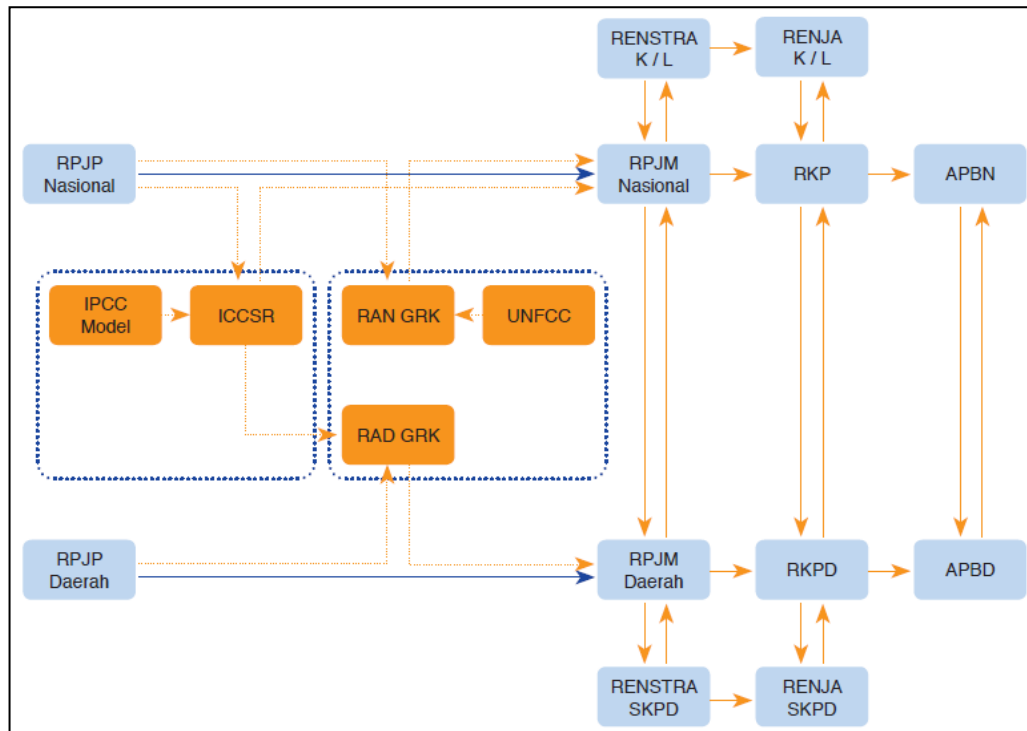 RENSTRA
K / L
RENJA
K / L
RPJP
Nasional
RPJM
Nasional
RKP
APBN
IPCC
Model
ICCSR
RAN GRK
UNFCC
RAD GRK
RPJP
Daerah
RPJM
Daerah
RKPD
APBD
RENSTRA
SKPD
RENJA
SKPD